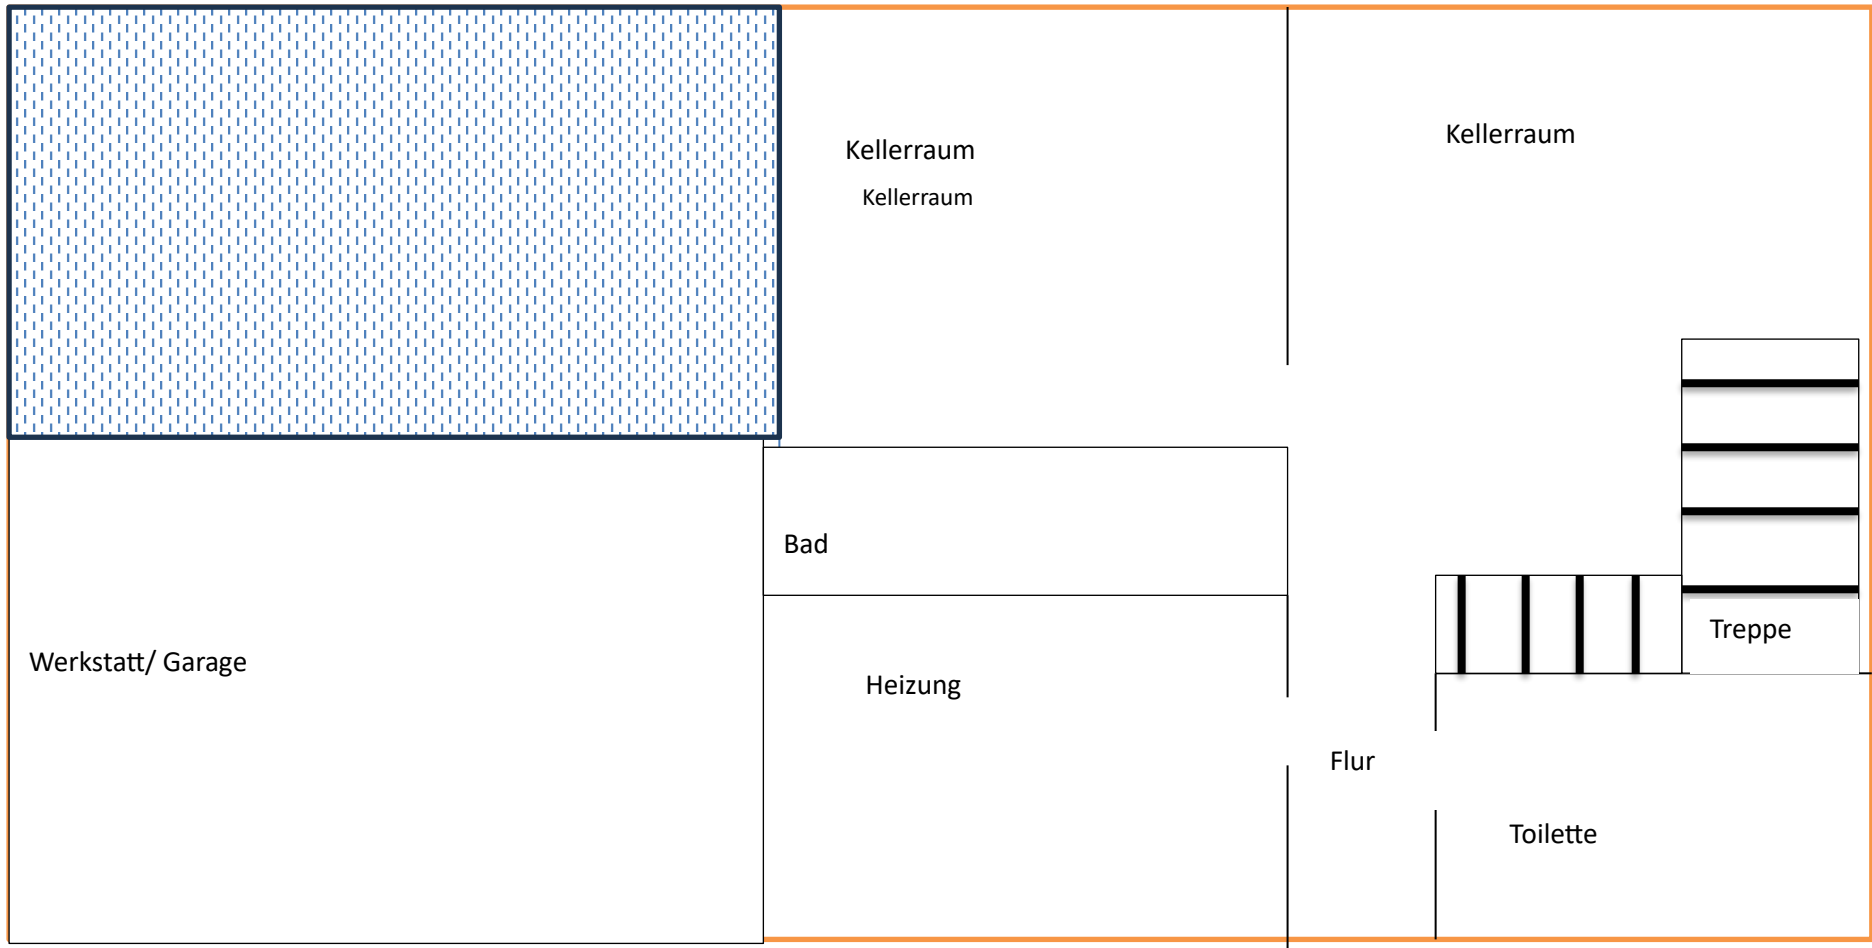 Kellerraum
Kellerraum
Kellerraum
Bad
Werkstatt/ Garage
Heizung
Treppe
Flur
Toilette